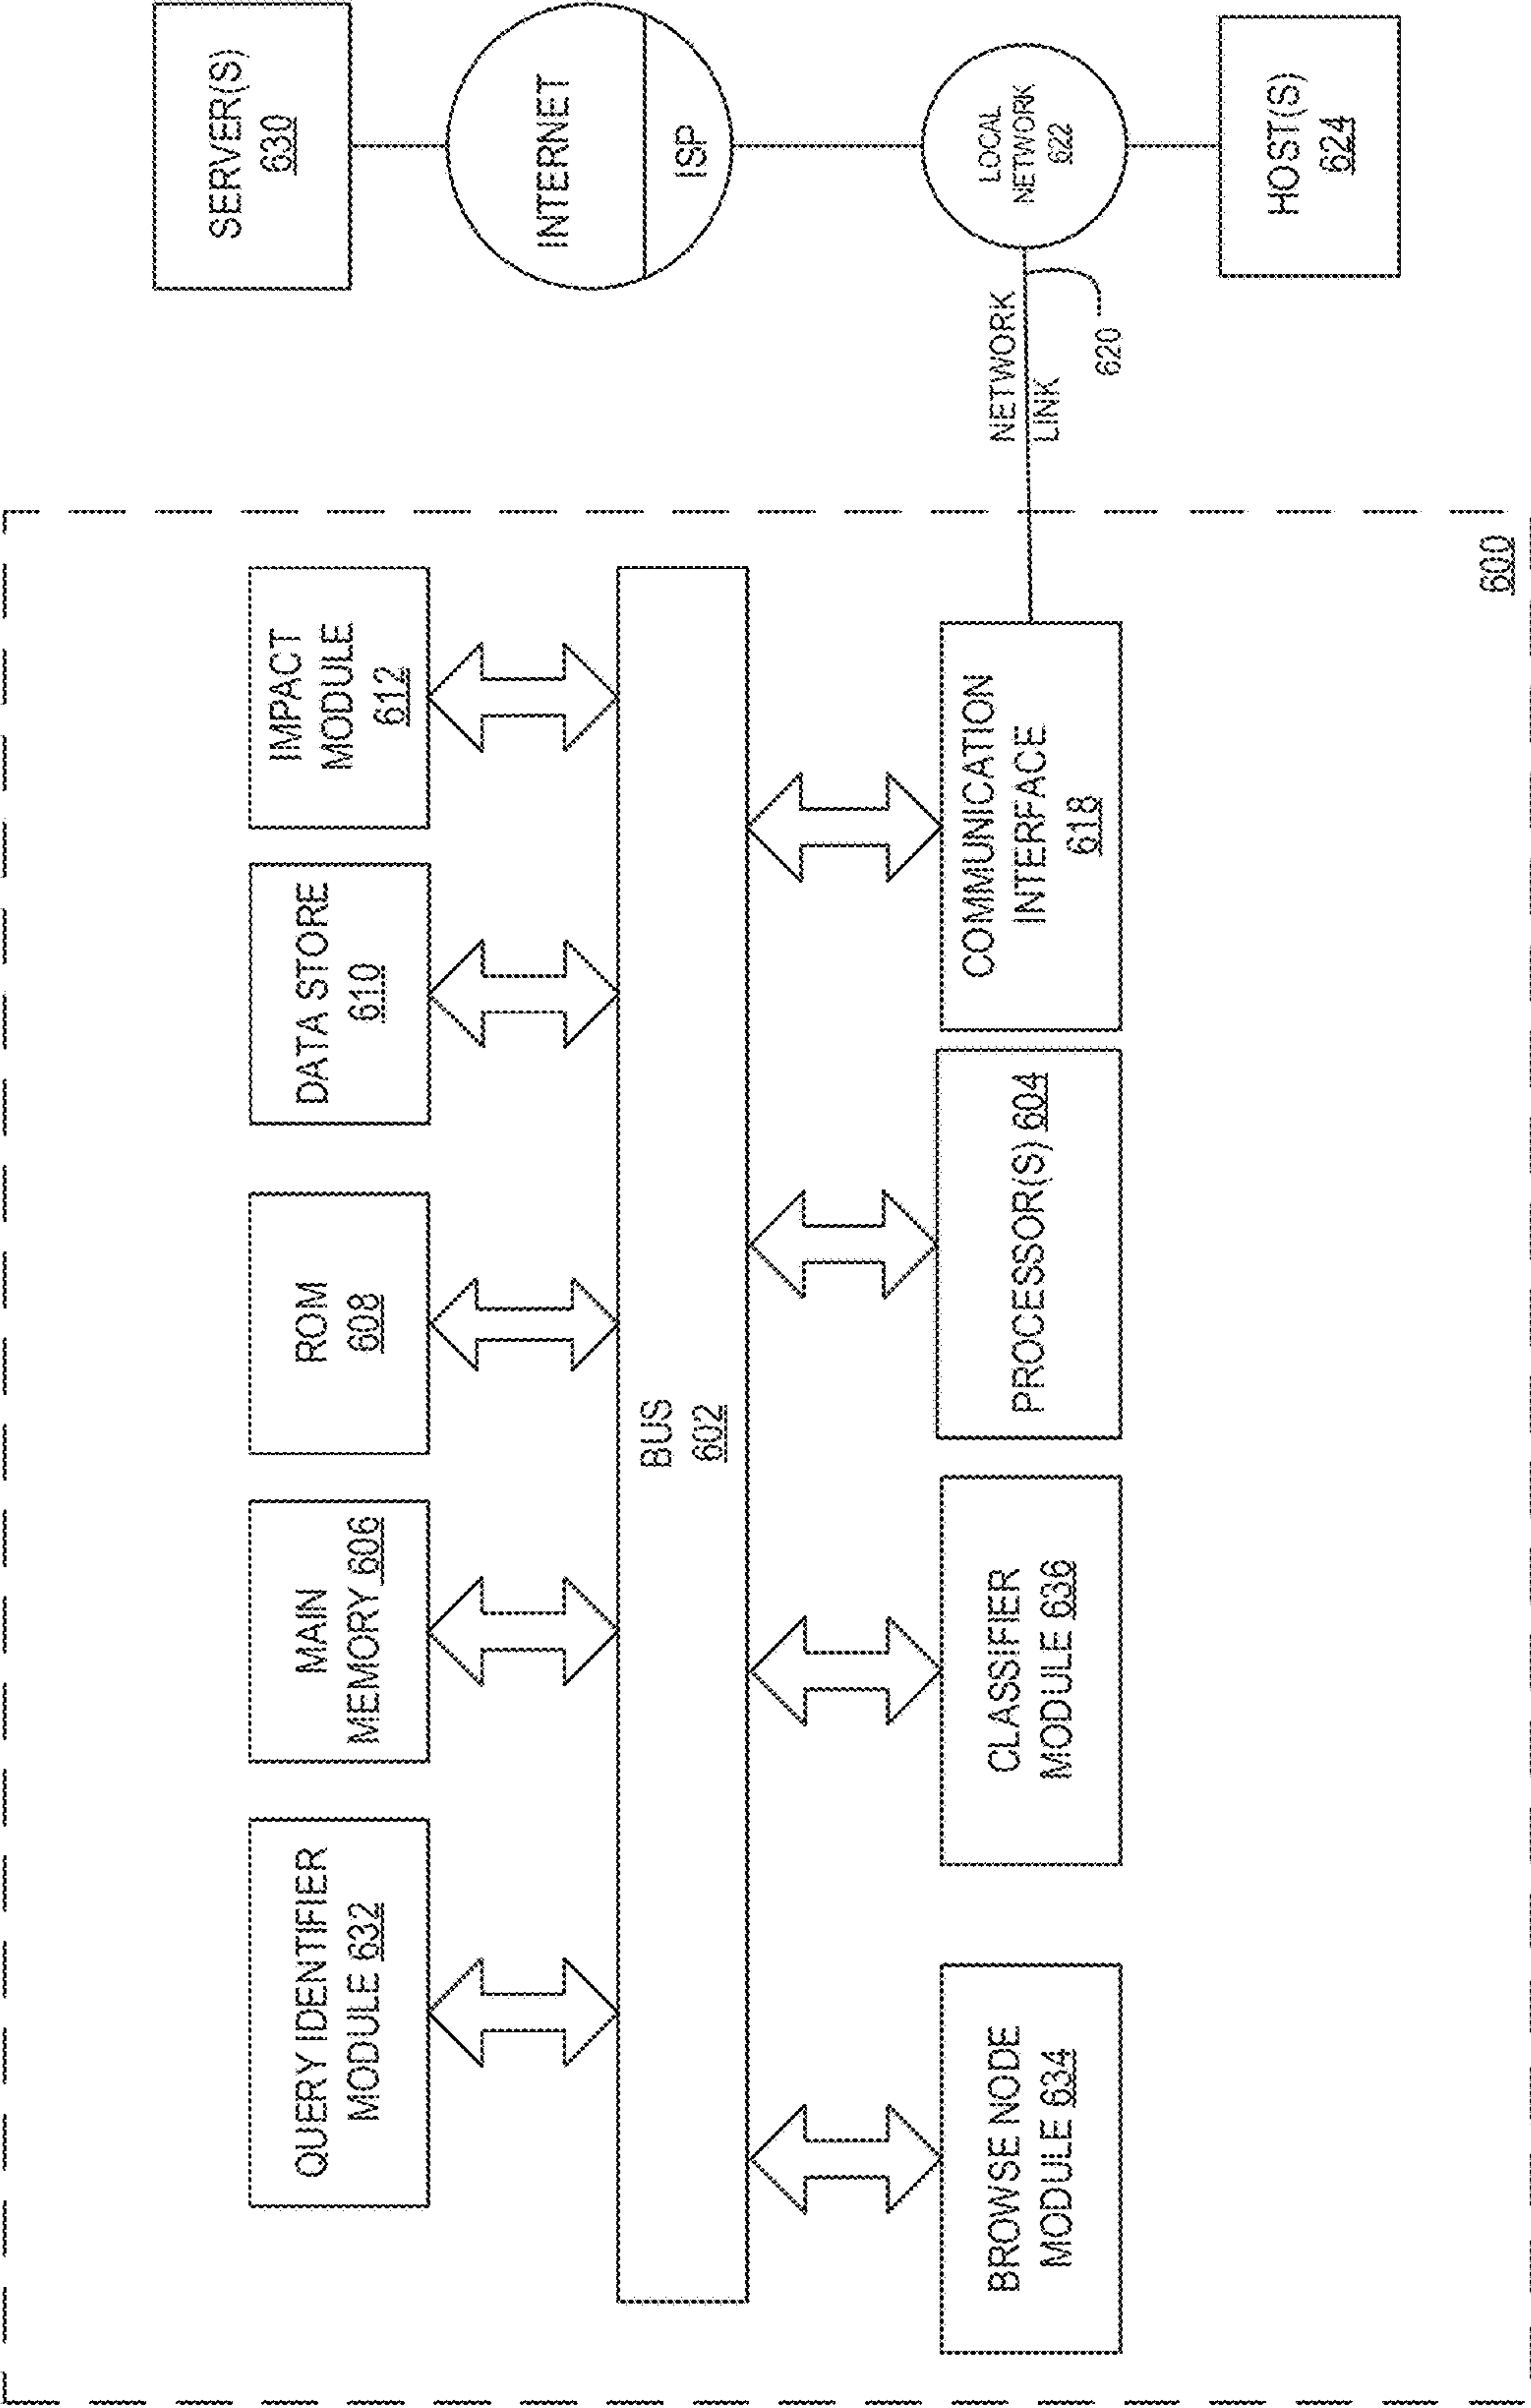 QUERY IDENTIFIER
MODULE 632
MAIN
MEMORY 606
ROM
608
DATA STORE
610
IMPACT
MODULE
612
BUS
602
BROWSE NODE
MODULE 634
CLASSIFIER
MODULE 636
PROCESSOR(S) 604
COMMUNICATION
INTERFACE
618
600
SERVER(S)
630
INTERNET
ISP
NETWORK
LINK
620
LOCAL
NETWORK
622
HOST(S)
624